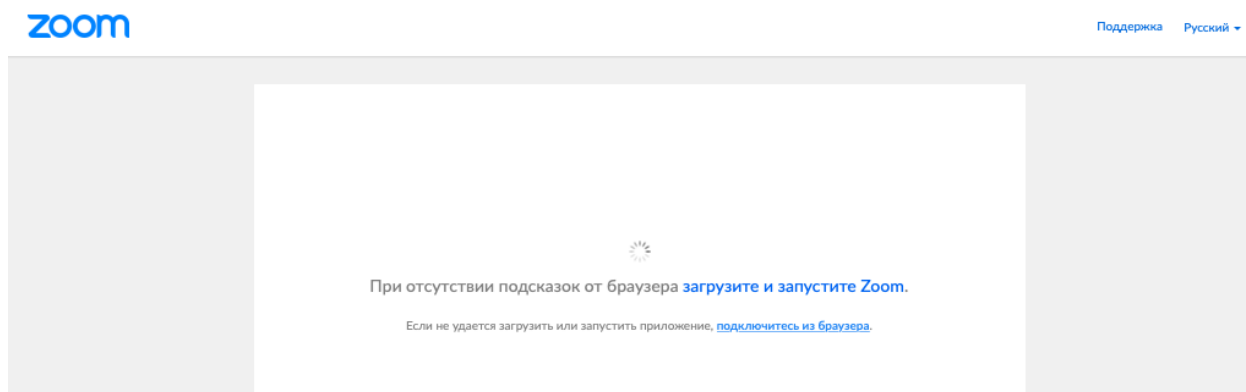 zoom
Поддержка Русский
При отсутствии подсказок от браузера загрузите и запустите Zoom.
Если не удается загрузить или запустить приложение, подключитесь из браузера.